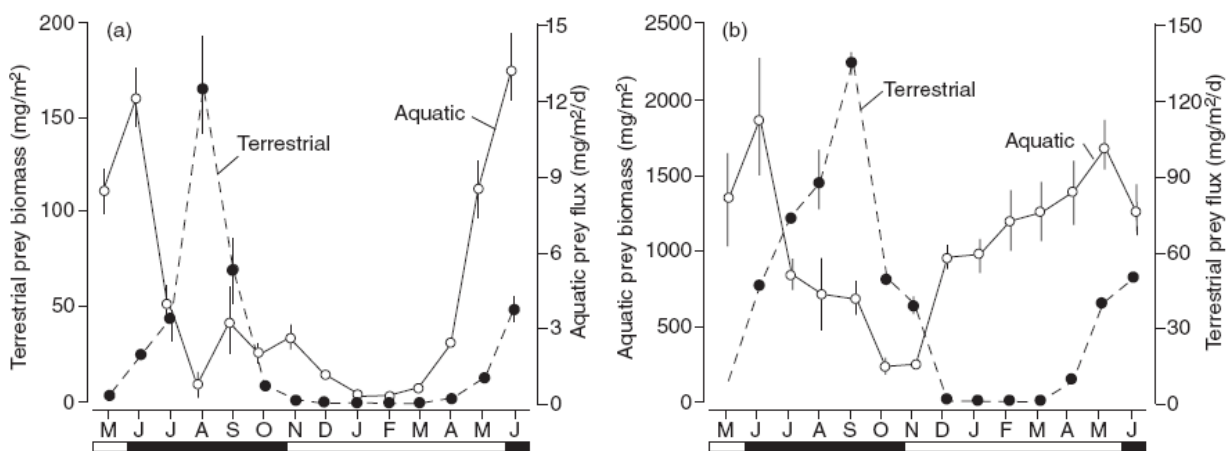 (a)
Terrestrial prey biomass (mg/m²)
200
150
100
50
0
Terrestrial
Aquatic
15
12
9
6
3
0
Aquatic prey flux (mg/m²/d)
M J J A S O N D J F M A M J
(b)
Aquatic prey biomass (mg/m²)
2500
2000
1500
1000
500
0
Terrestrial
Aquatic
150
120
90
60
30
0
Terrestrial prey flux (mg/m²/d)
M J J A S O N D J F M A M J